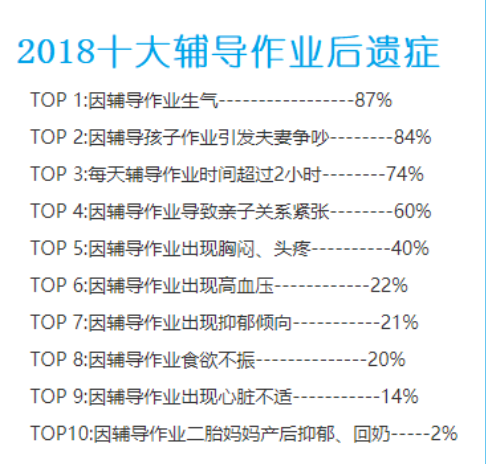 2018十大辅导作业后遗症
TOP 1:因辅导作业生气-----------------87%
TOP 2:因辅导孩子作业引发夫妻争吵--------84%
TOP 3:每天辅导作业时间超过2小时--------74%
TOP 4:因辅导作业导致亲子关系紧张--------60%
TOP 5:因辅导作业出现胸闷、头疼----------40%
TOP 6:因辅导作业出现高血压------------22%
TOP 7:因辅导作业出现抑郁倾向-----------21%
TOP 8:因辅导作业食欲不振--------------20%
TOP 9:因辅导作业出现心脏不适-----------14%
TOP10:因辅导作业二胎妈妈产后抑郁、回奶-----2%